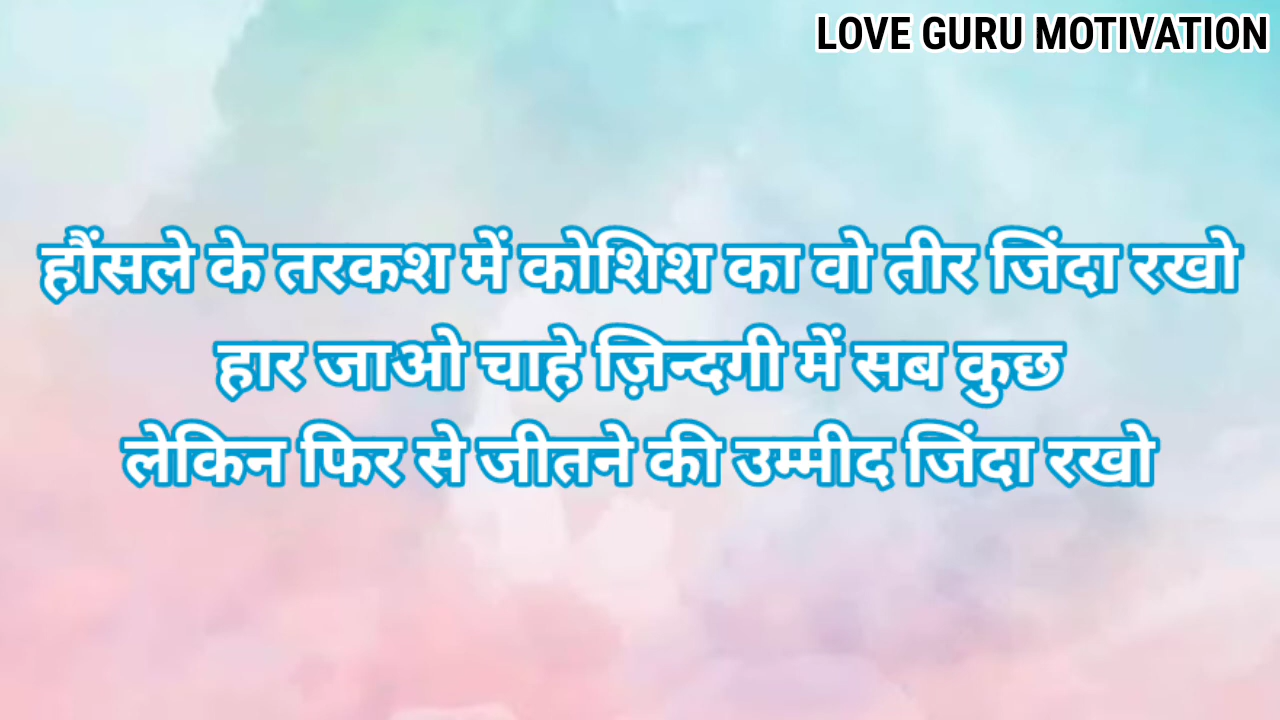 LOVE GURU MOTIVATION
हौंसले के तरकश में कोशिश का वो तीर जिंदा रखो
हार जाओ चाहे ज़िन्दगी में सब कुछ
लेकिन फिर से जीतने की उम्मीद जिंदा रखो